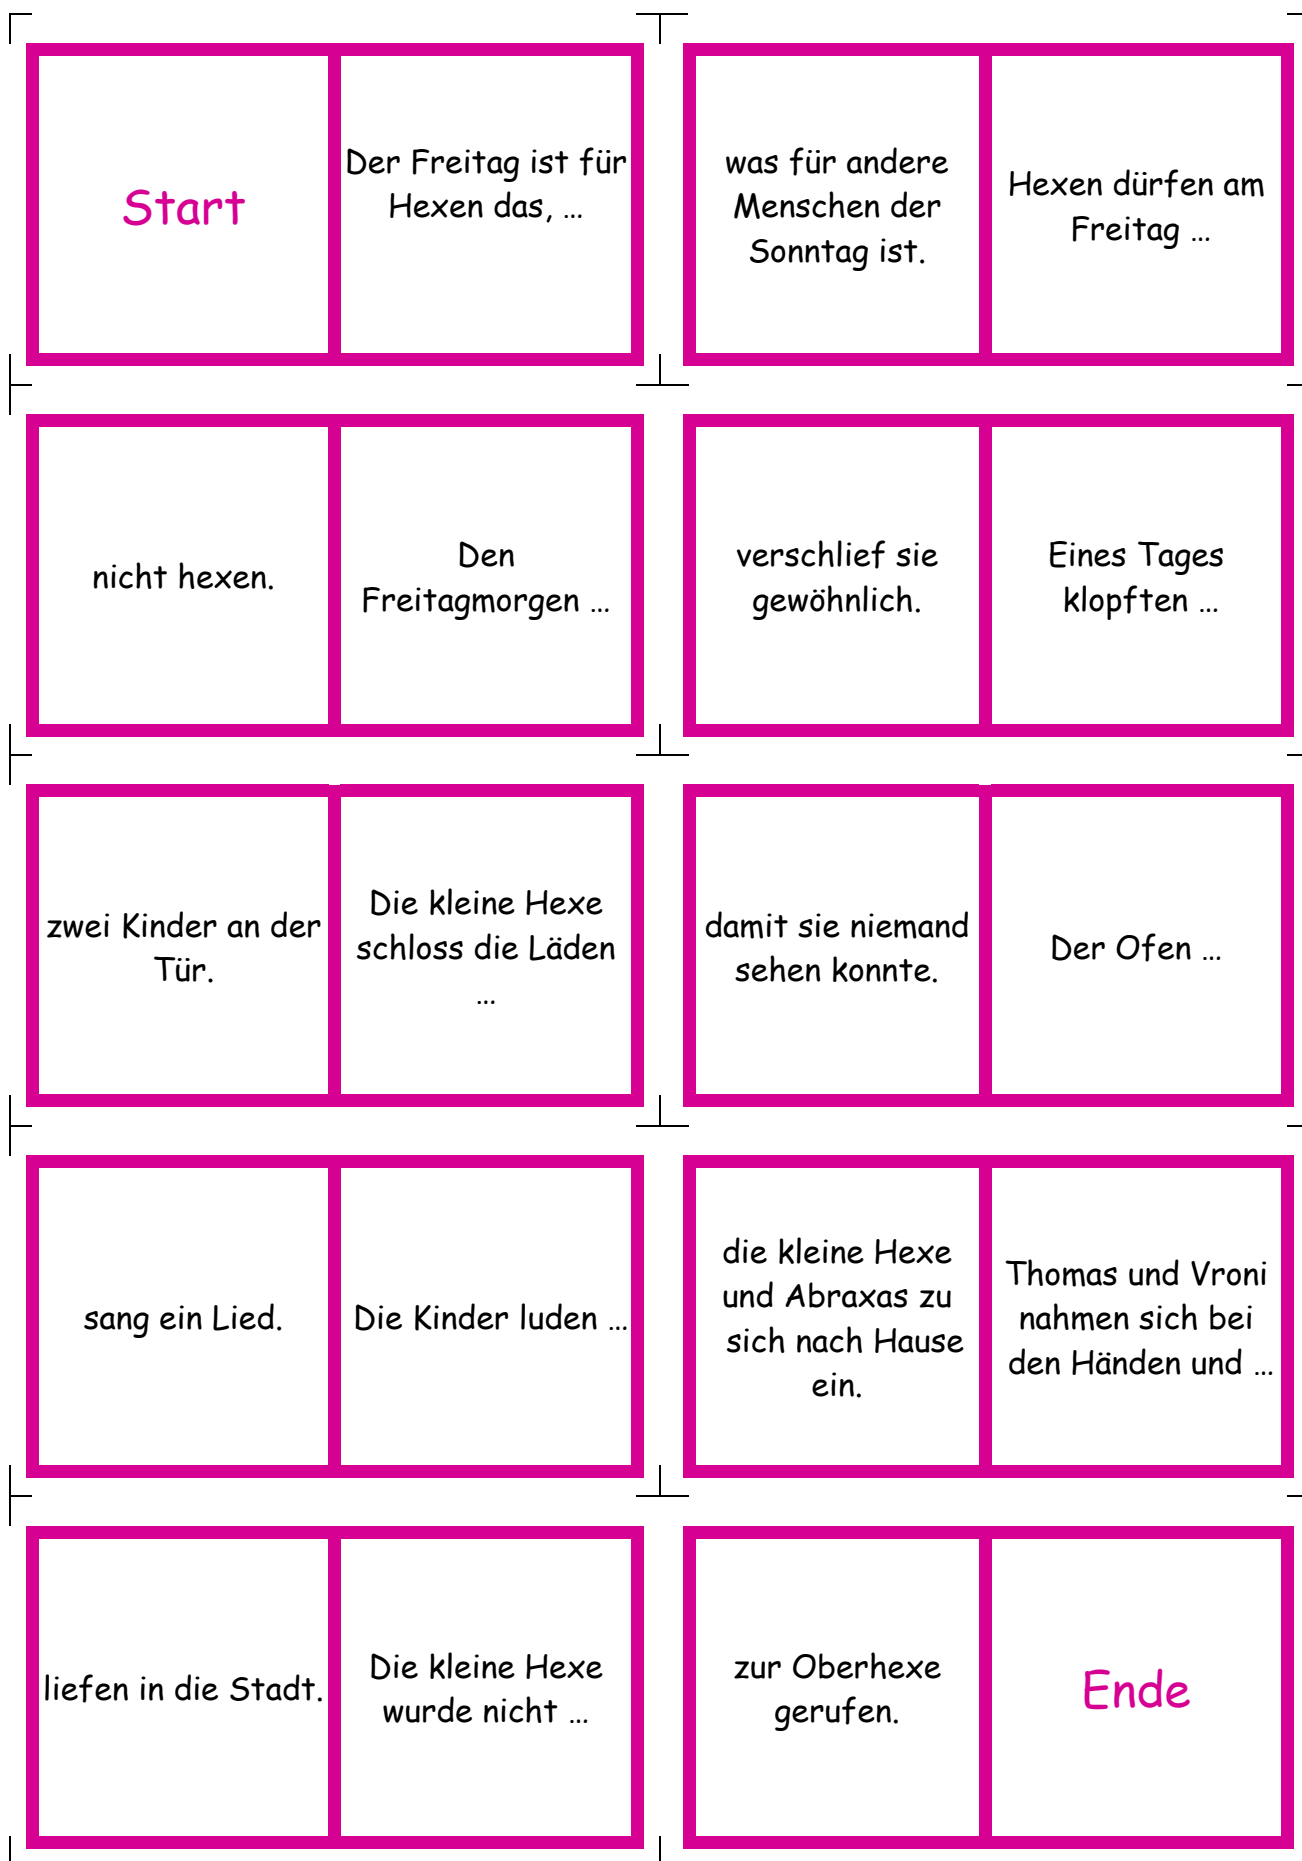 Start
Der Freitag ist für
Hexen das, …
was für andere
Menschen der
Sonntag ist.
Hexen dürfen am
Freitag …
nicht hexen.
Den
Freitagmorgen …
verschlief sie
gewöhnlich.
Eines Tages
klopften …
zwei Kinder an der
Tür.
Die kleine Hexe
schloss die Läden
…
damit sie niemand
sehen konnte.
Der Ofen …
sang ein Lied.
Die Kinder luden …
die kleine Hexe
und Abraxas zu
sich nach Hause
ein.
Thomas und Vroni
nahmen sich bei
den Händen und …
liefen in die Stadt.
Die kleine Hexe
wurde nicht …
zur Oberhexe
gerufen.
Ende